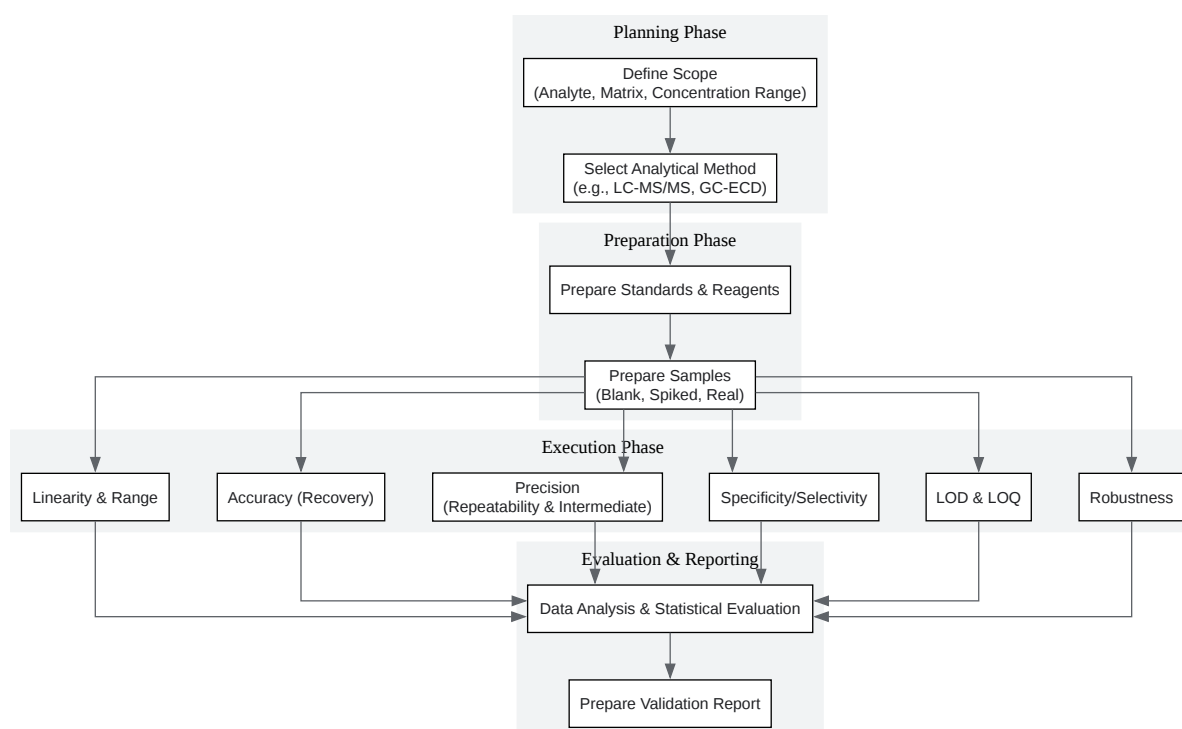 Planning Phase
Define Scope
(Analyte, Matrix, Concentration Range)
Select Analytical Method
(e.g., LC-MS/MS, GC-ECD)
Preparation Phase
Prepare Standards & Reagents
Prepare Samples
(Blank, Spiked, Real)
Execution Phase
Linearity & Range
Accuracy (Recovery)
Precision
(Repeatability & Intermediate)
Specificity/Selectivity
LOD & LOQ
Robustness
Evaluation & Reporting
Data Analysis & Statistical Evaluation
Prepare Validation Report